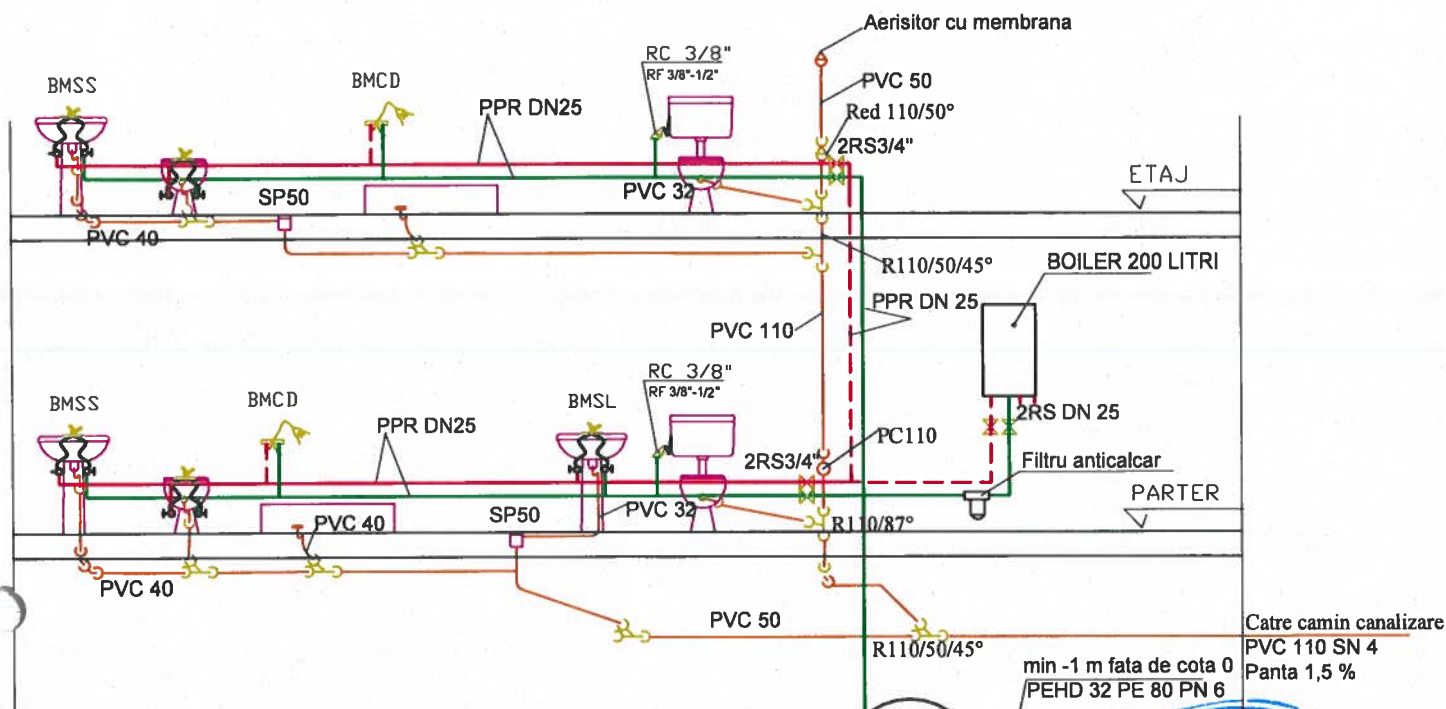 Aerisitor cu membrana
RC 3/8"
RF 3/8"-1/2"
BMSS
BMCD
PVC 50
PPR DN25
Red 110/50°
2RS3/4"
ETAJ
SP50
PVC 32
PVC 40
R110/50/45°
BOILER 200 LITRI
PPR DN 25
PVC 110
RC 3/8"
RF 3/8"-1/2"
BMSS
BMCD
BMSL
2RS DN 25
PPR DN25
PC110
2RS3/4"
Filtru anticalcar
PARTER
PVC 32
SP50
PVC 40
R110/87°
PVC 40
PVC 50
Catre camin canalizare
R110/50/45°
PVC 110 SN 4
min -1 m fata de cota 0
Panta 1,5 %
PEHD 32 PE 80 PN 6